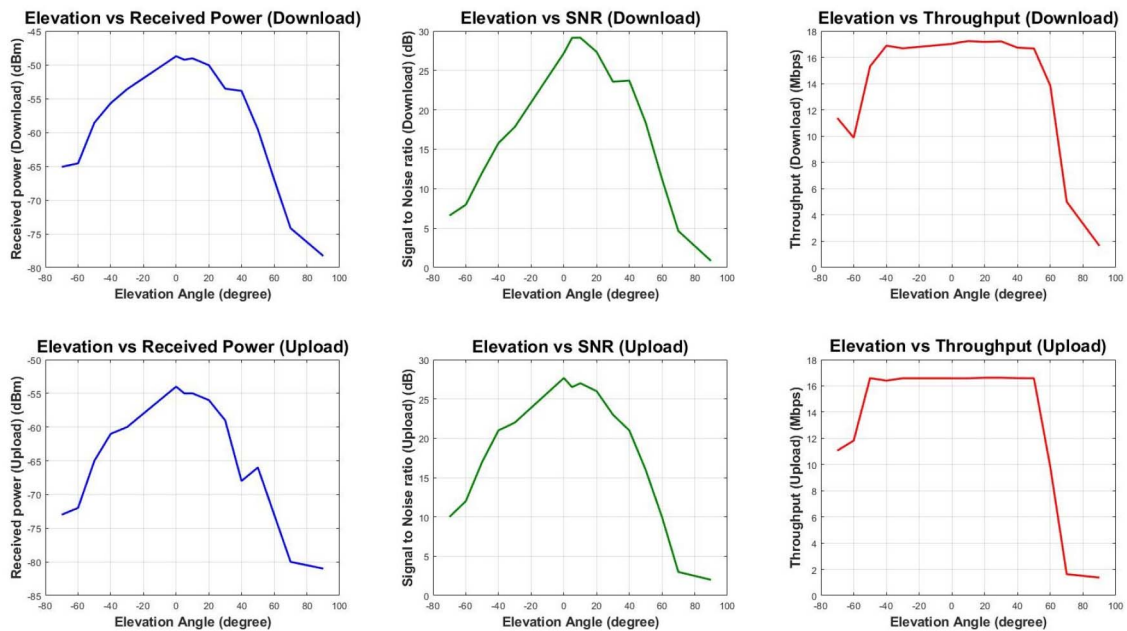 Elevation vs Received Power (Download)
Received power (Download) (dBm)
-45
-50
-55
-60
-65
-70
-75
-80
-80 -60 -40 -20 0 20 40 60 80 100
Elevation Angle (degree)
Elevation vs SNR (Download)
Signal to Noise ratio (Download) (dB)
30
25
20
15
10
5
0
-80 -60 -40 -20 0 20 40 60 80 100
Elevation Angle (degree)
Elevation vs Throughput (Download)
Throughput (Download) (Mbps)
18
16
14
12
10
8
6
4
2
0
-80 -60 -40 -20 0 20 40 60 80 100
Elevation Angle (degree)
Elevation vs Received Power (Upload)
Received power (Upload) (dBm)
-50
-55
-60
-65
-70
-75
-80
-85
-80 -60 -40 -20 0 20 40 60 80 100
Elevation Angle (degree)
Elevation vs SNR (Upload)
Signal to Noise ratio (Upload) (dB)
30
25
20
15
10
5
0
-80 -60 -40 -20 0 20 40 60 80 100
Elevation Angle (degree)
Elevation vs Throughput (Upload)
Throughput (Upload) (Mbps)
18
16
14
12
10
8
6
4
2
0
-80 -60 -40 -20 0 20 40 60 80 100
Elevation Angle (degree)